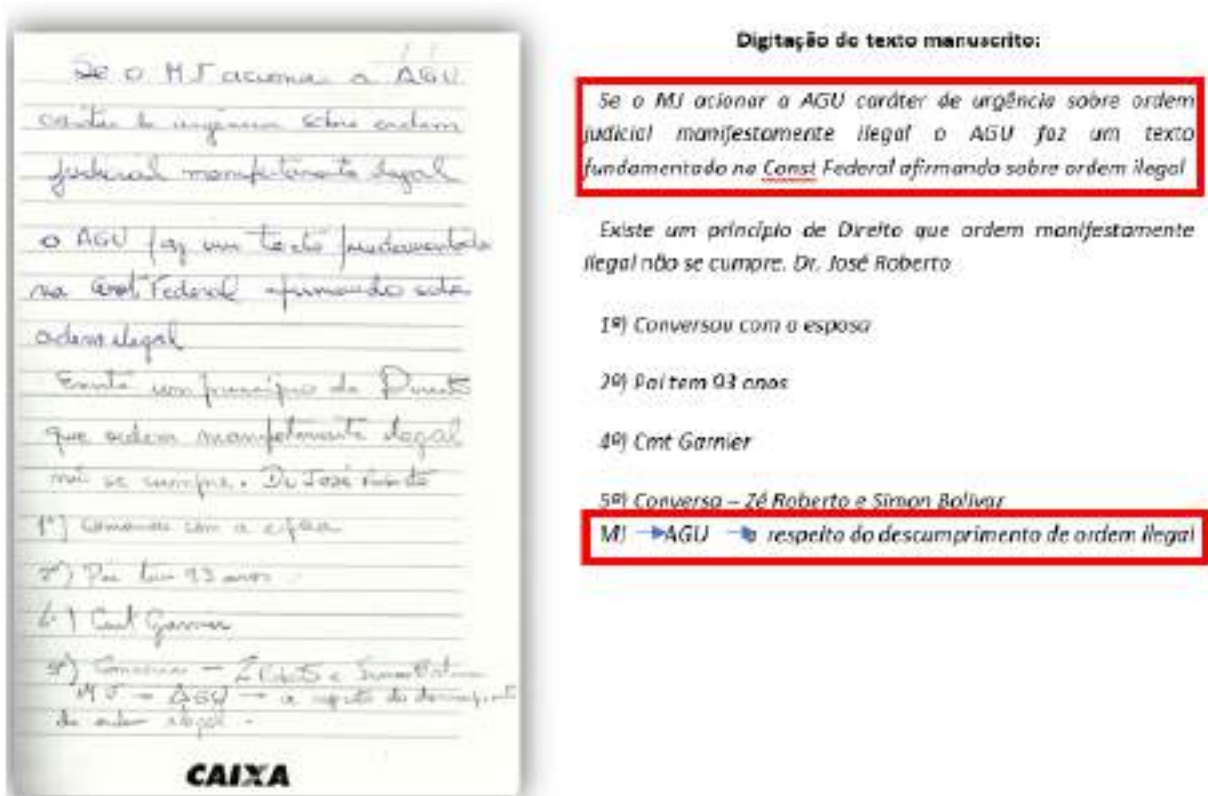 Se o MJ acionar a AGU
caráter de urgência sobre ordem
judicial manifestamente ilegal
o AGU faz um texto fundamentado
na Const Federal afirmando sobre
ordem ilegal
Existe um princípio de Direito
que ordem manifestamente ilegal
não se cumpre. Dr José Roberto
1º) Conversou com a esposa
2º) Pai tem 93 anos
4º) Cmt Garnier
5º) Conversa – Zé Roberto e Simon Bolivar
MJ → AGU → a respeito do descumprimento
de ordem ilegal.
CAIXA
Digitação do texto manuscrito:
Se o MJ acionar a AGU caráter de urgência sobre ordem
judicial manifestamente ilegal o AGU faz um texto
fundamentado na Const Federal afirmando sobre ordem ilegal
Existe um princípio de Direito que ordem manifestamente
ilegal não se cumpre. Dr. José Roberto
1º) Conversou com a esposa
2º) Pai tem 93 anos
4º) Cmt Garnier
5º) Conversa – Zé Roberto e Simon Bolivar
MJ → AGU → a respeito do descumprimento de ordem ilegal